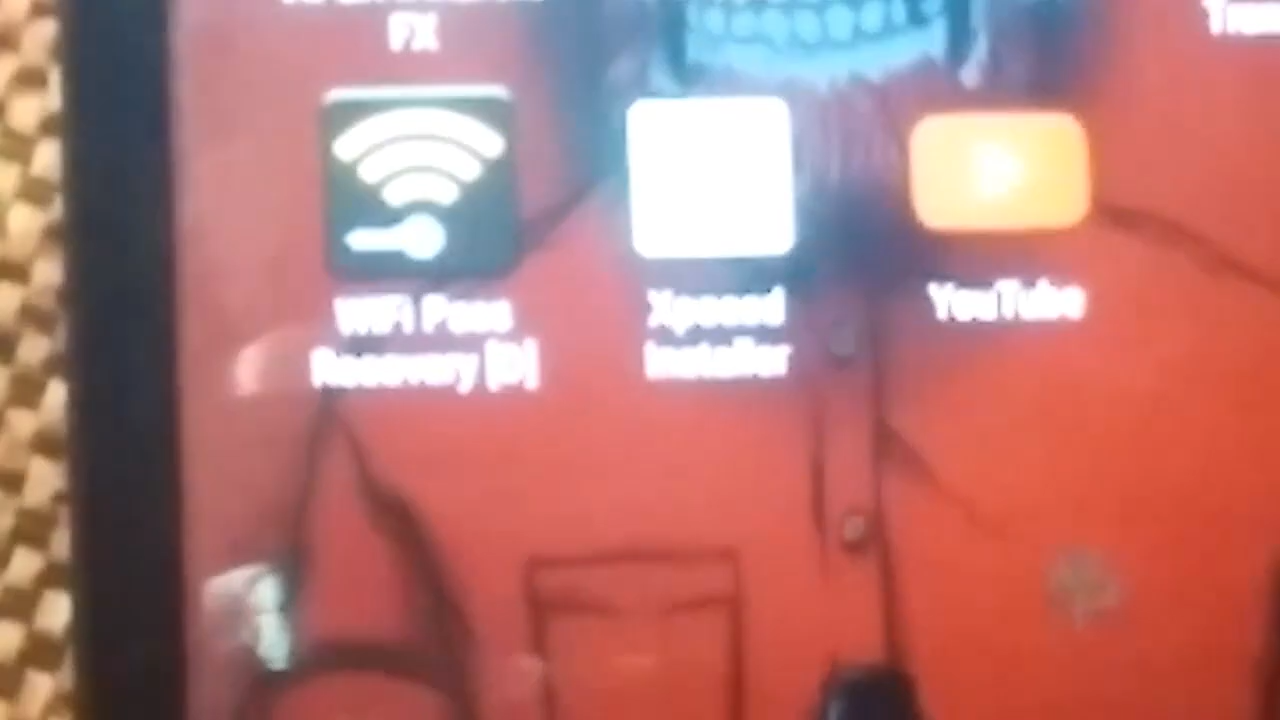 FX
WiFi Pass
Recovery [D]
Xposed
Installer
YouTube